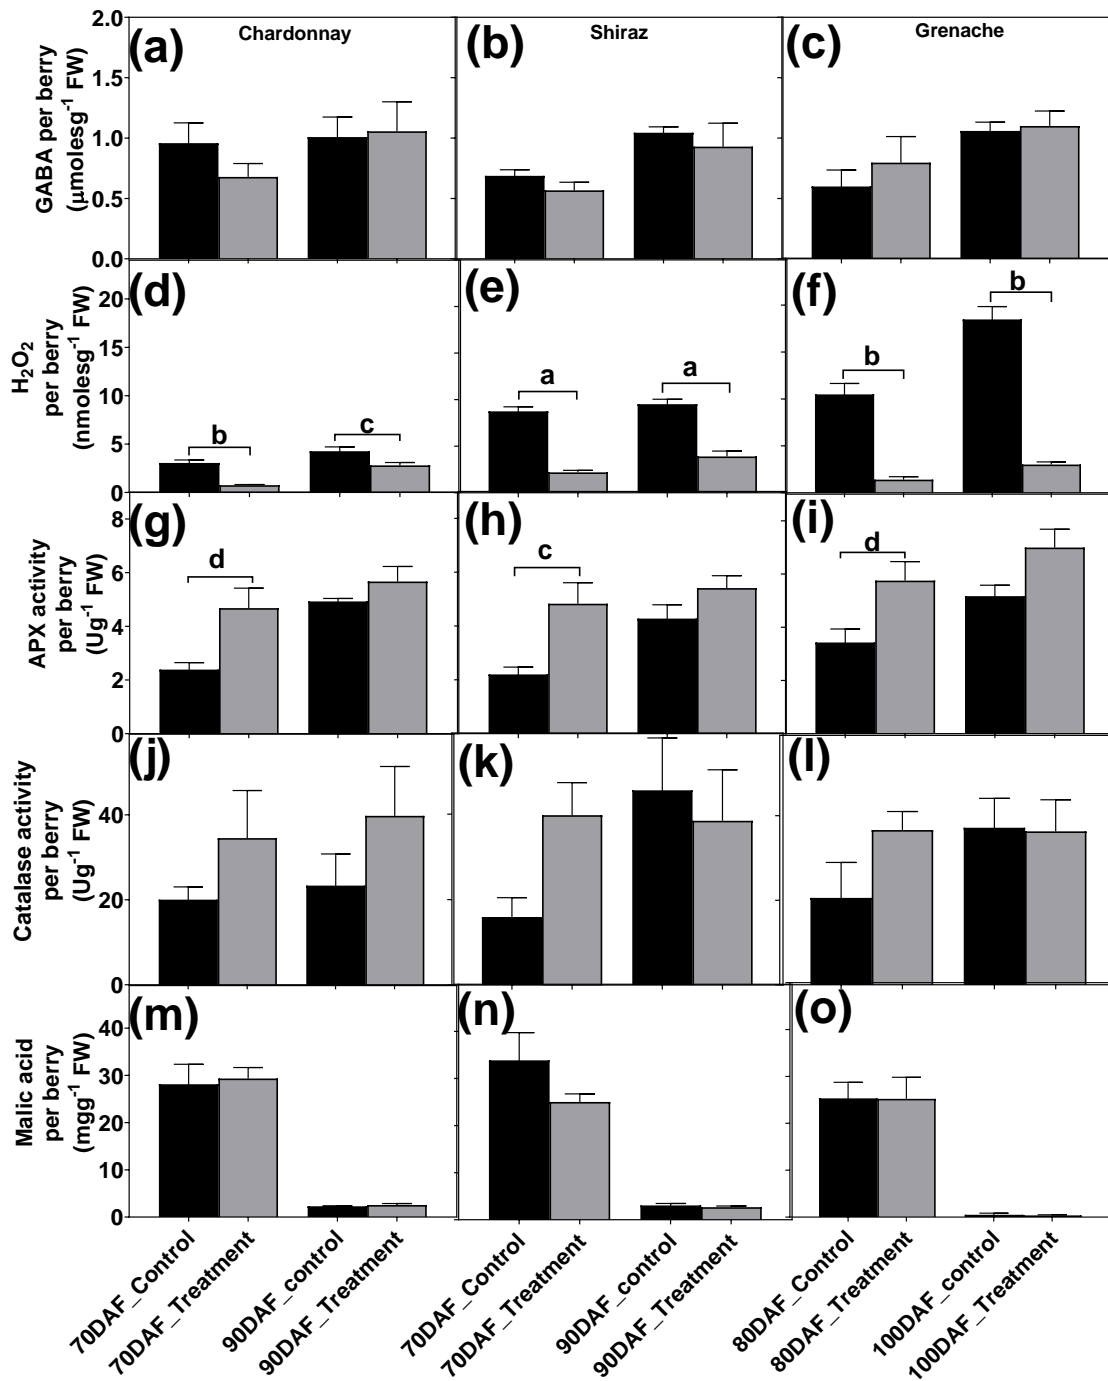 (a) Chardonnay
(b) Shiraz
(c) Grenache
GABA per berry
(μmolesg⁻¹ FW)
2.0
1.5
1.0
0.5
0.0
(d)
b
c
(e)
a
a
(f)
b
b
H₂O₂
per berry
(nmolesg⁻¹ FW)
20
15
10
5
0
(g)
d
(h)
c
(i)
d
APX activity
per berry
(Ug⁻¹ FW)
8
6
4
2
0
(j)
(k)
(l)
Catalase activity
per berry
(Ug⁻¹ FW)
40
20
0
(m)
(n)
(o)
Malic acid
per berry
(mgg⁻¹ FW)
40
30
20
10
0
70DAF_Control
70DAF_Treatment
90DAF_control
90DAF_Treatment
70DAF_Control
70DAF_Treatment
90DAF_control
90DAF_Treatment
80DAF_Control
80DAF_Treatment
100DAF_control
100DAF_Treatment